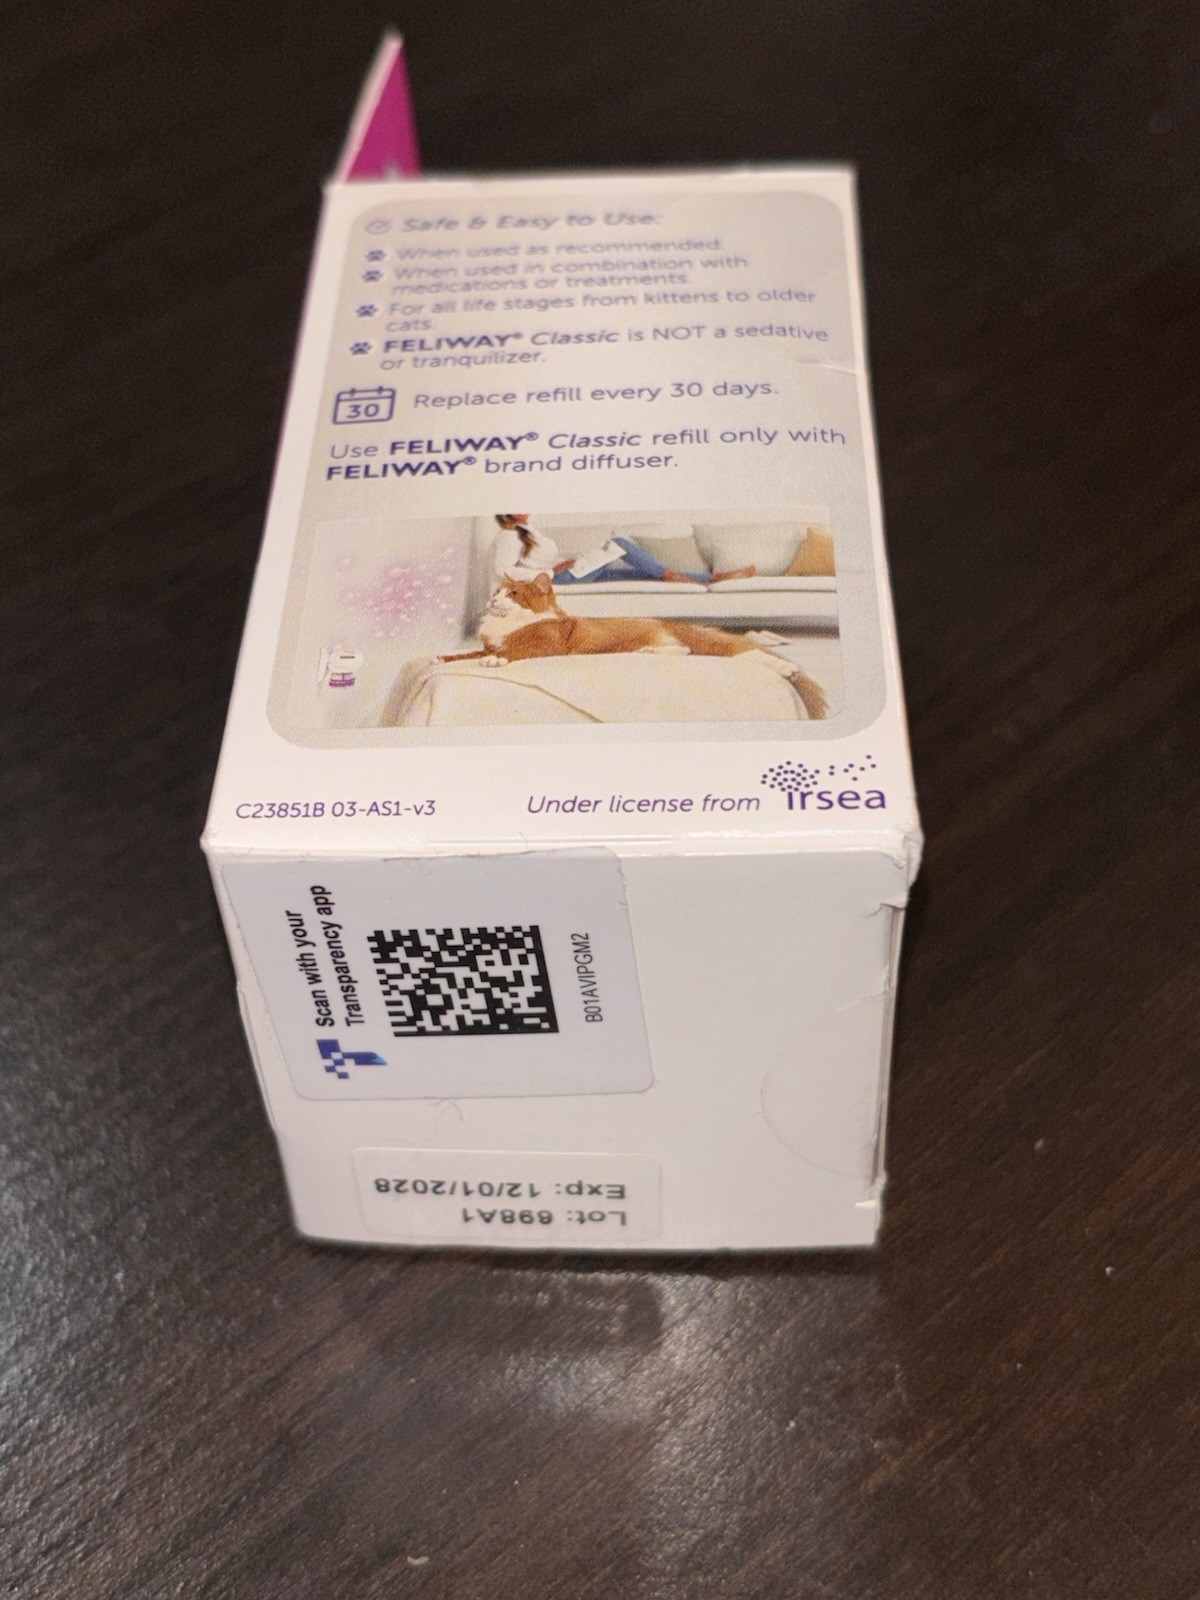 Safe & Easy to Use:
When used as recommended.
When used in combination with
medications or treatments.
For all life stages from kittens to older
cats.
FELIWAY® Classic is NOT a sedative
or tranquilizer.
30
Replace refill every 30 days.
Use FELIWAY® Classic refill only with
FELIWAY® brand diffuser.
C23851B 03-AS1-v3
Under license from irsea
Scan with your
Transparency app
B01AVIPGM2
Lot: 698A1
Exp: 12/01/2028